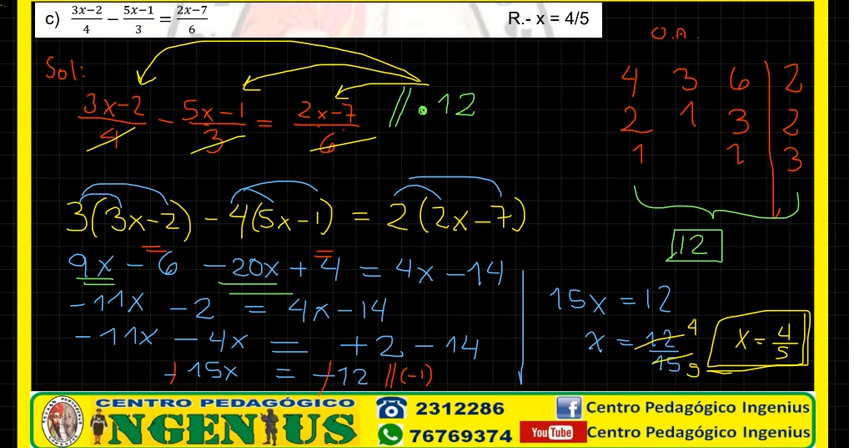 c) (3x−2)/4 − (5x−1)/3 = (2x−7)/6 R.- x = 4/5
O.A.
Sol:
(3x−2)/4 − (5x−1)/3 = (2x−7)/6 // · 12
4 3 6 | 2
2 1 3 | 2
1 1 | 3
12
3(3x−2) − 4(5x−1) = 2(2x−7)
9x − 6 − 20x + 4 = 4x − 14
−11x − 2 = 4x − 14
−11x − 4x = +2 − 14
−15x = −12 //(−1)
15x = 12
x = 12/15 4 5
x = 4/5
CENTRO PEDAGÓGICO
INGENIUS
2312286
76769374
Centro Pedagógico Ingenius
YouTube Centro Pedagógico Ingenius